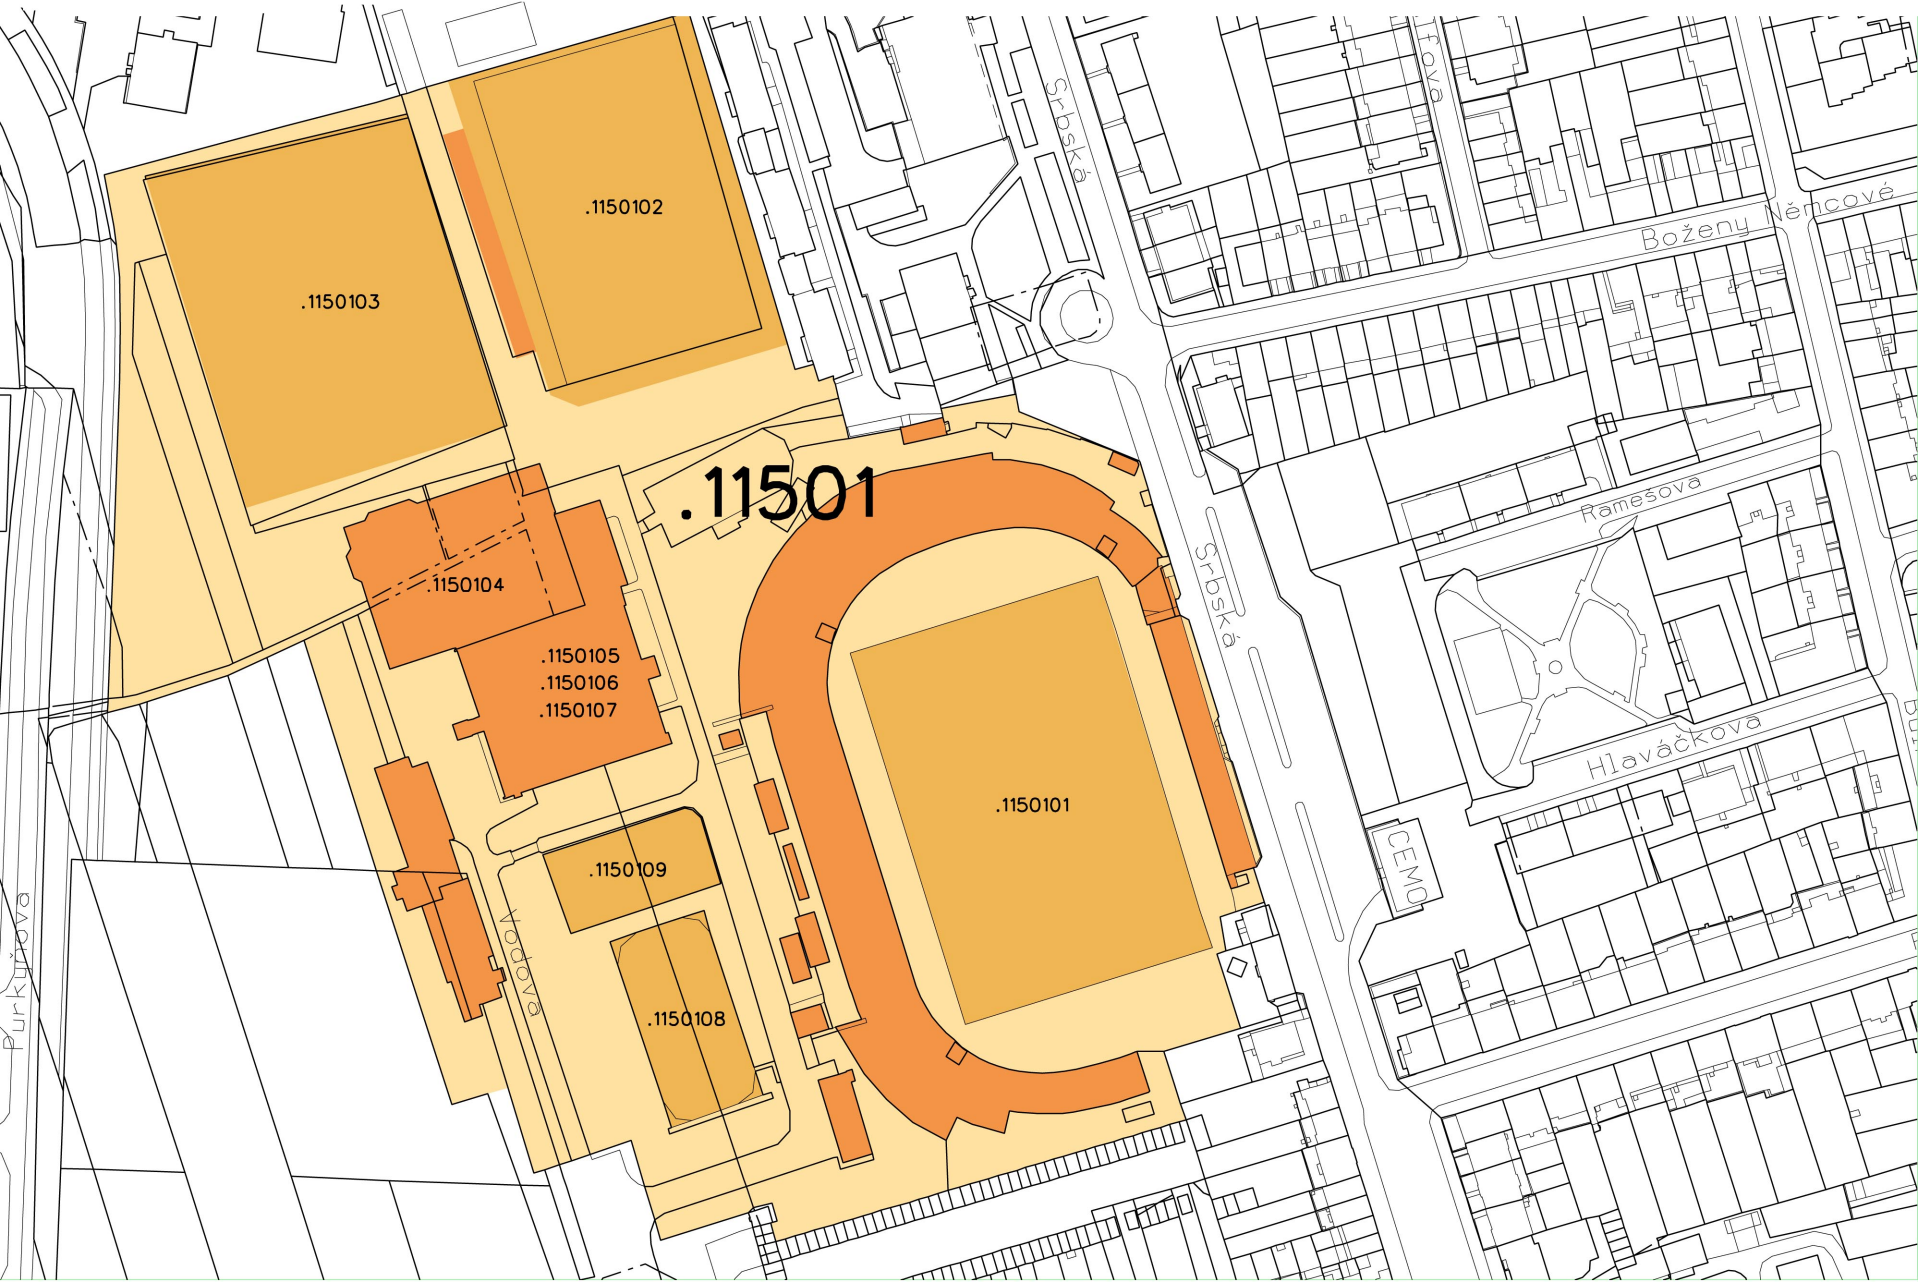 Srbská
.1150102
Boženy Němcové
.1150103
.11501
Ramešova
.1150104
Srbská
.1150105
.1150106
.1150107
Hlaváčkova
.1150101
CEMO
.1150109
Vodova
Purkyňova
.1150108